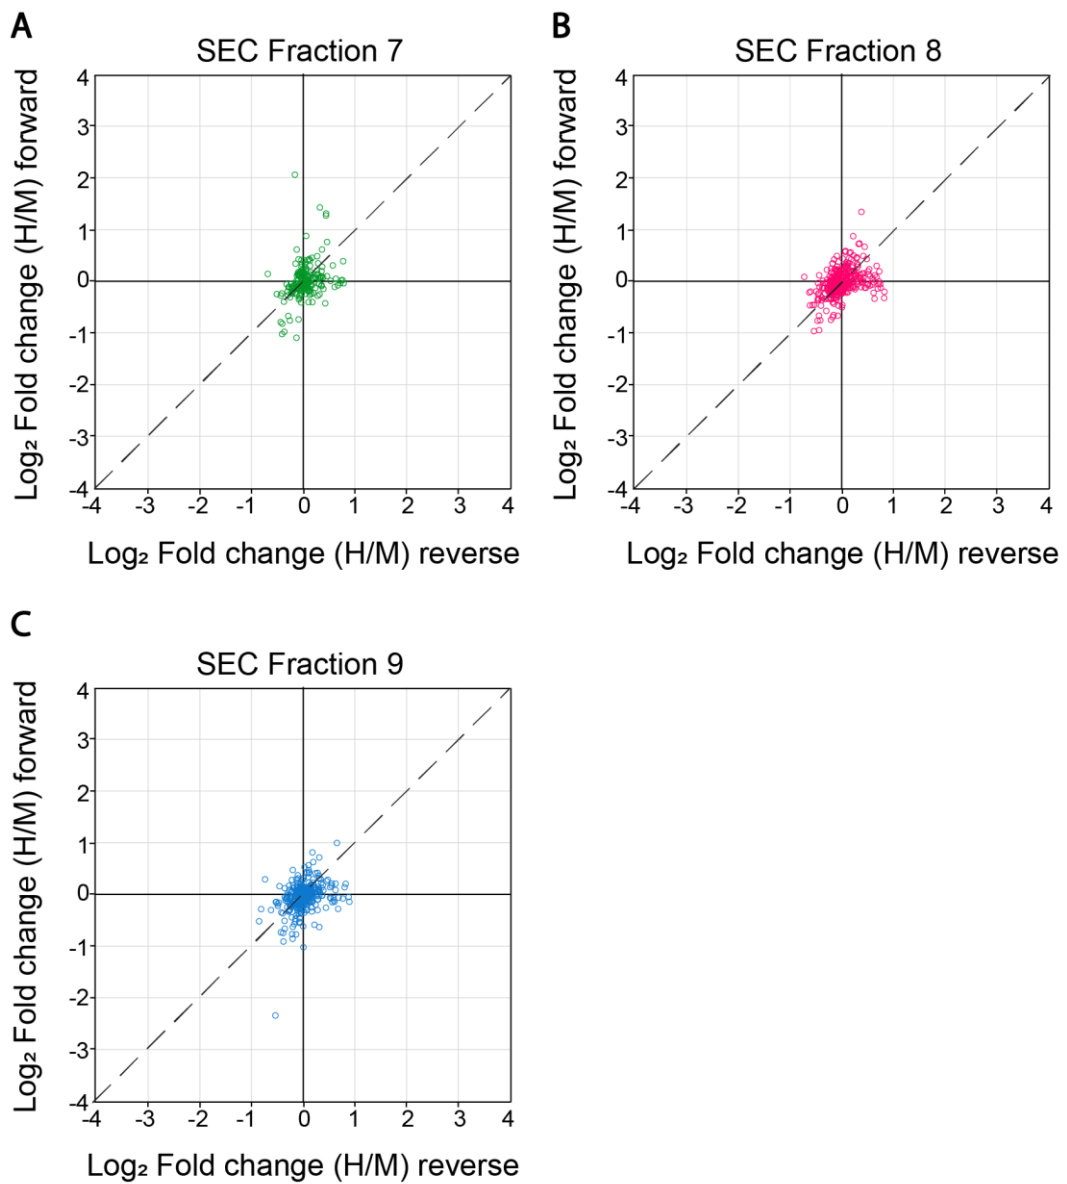 A
SEC Fraction 7
Log₂ Fold change (H/M) forward
4
3
2
1
0
-1
-2
-3
-4
-4 -3 -2 -1 0 1 2 3 4
Log₂ Fold change (H/M) reverse
B
SEC Fraction 8
Log₂ Fold change (H/M) forward
4
3
2
1
0
-1
-2
-3
-4
-4 -3 -2 -1 0 1 2 3 4
Log₂ Fold change (H/M) reverse
C
SEC Fraction 9
Log₂ Fold change (H/M) forward
4
3
2
1
0
-1
-2
-3
-4
-4 -3 -2 -1 0 1 2 3 4
Log₂ Fold change (H/M) reverse